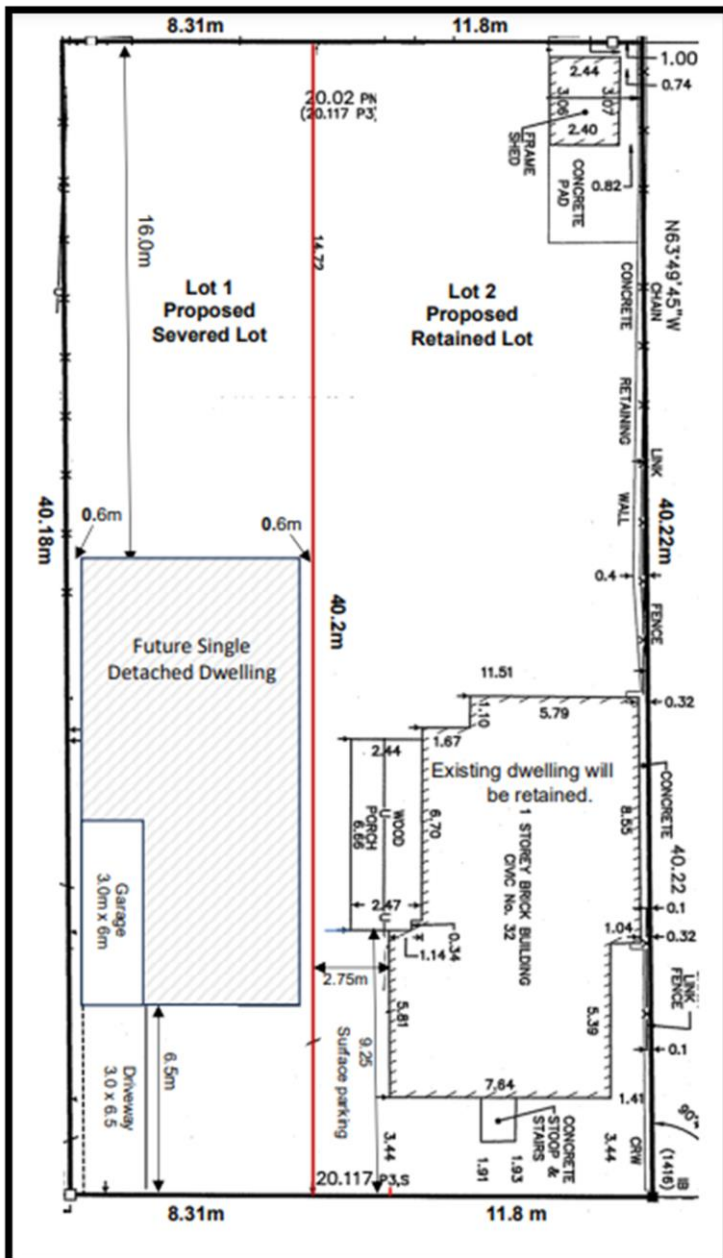 8.31m
11.8m
1.00
0.74
2.44
3.06
3.07
2.40
FRAME
SHED
CONCRETE
PAD
0.82
20.02 PN
(20.117 P3)
16.0m
14.72
N63°49'45"W
Lot 1
Proposed
Severed Lot
Lot 2
Proposed
Retained Lot
CONCRETE
RETAINING
WALL
CHAIN
LINK
FENCE
40.18m
0.6m
0.6m
40.2m
40.22m
0.4
Future Single
Detached Dwelling
11.51
1.10
5.79
0.32
1.67
2.44
Existing dwelling will
be retained.
WOOD
PORCH
6.66
6.70
1 STOREY BRICK BUILDING
CIVIC No. 32
8.55
CONCRETE
40.22
Garage
3.0m x 6m
2.47
0.34
1.14
1.04
0.1
0.32
LINK
FENCE
2.75m
5.81
5.39
0.1
9.25
Surface parking
6.5m
Driveway
3.0 x 6.5
7.64
1.41
3.44
CONCRETE
STOOP &
STAIRS
1.91
1.93
3.44
CRW
90°
IB
(1416)
20.117 P3,S
8.31m
11.8 m